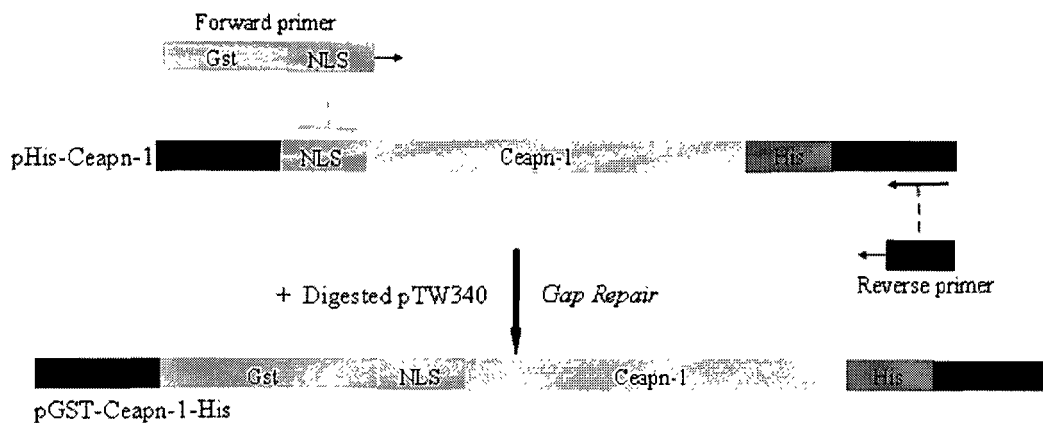 Forward primer
Gst NLS
pHis-Ceapn-1 NLS Ceapn-1 His
Reverse primer
+ Digested pTW340 Gap Repair
Gst NLS Ceapn-1 His
pGST-Ceapn-1-His